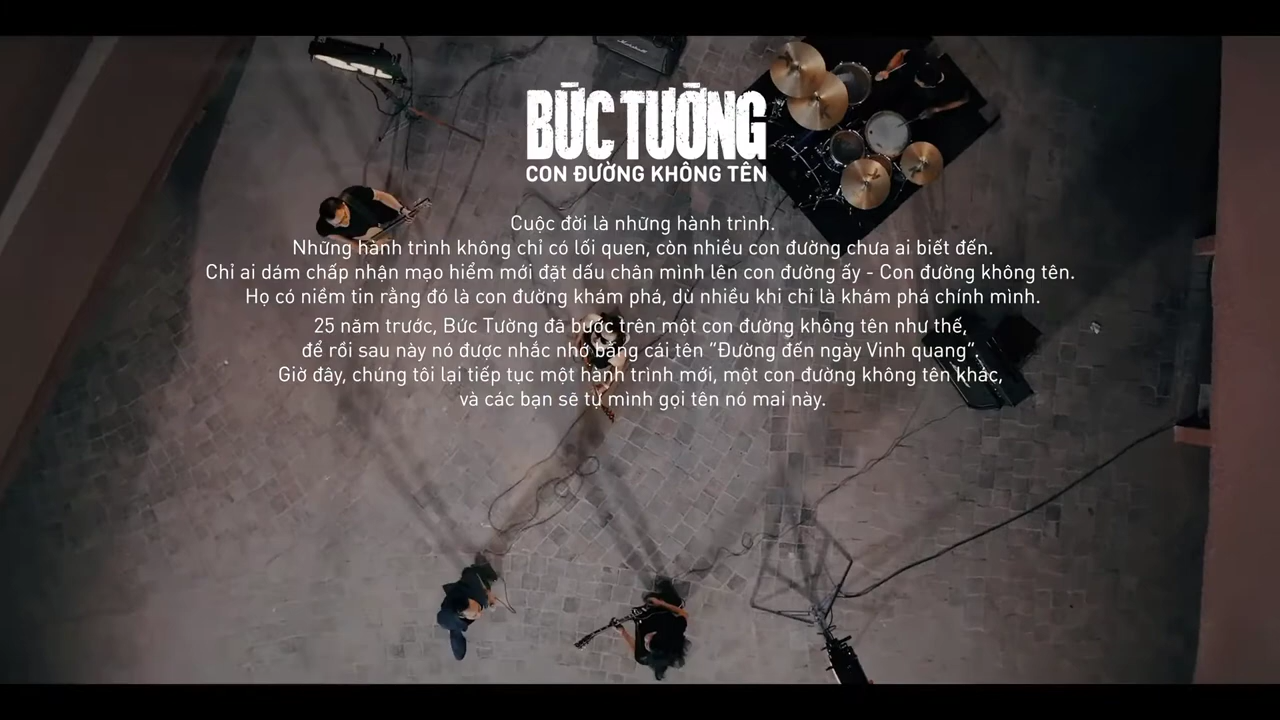 BỨC TƯỜNG
CON ĐƯỜNG KHÔNG TÊN
Cuộc đời là những hành trình.
Những hành trình không chỉ có lối quen, còn nhiều con đường chưa ai biết đến.
Chỉ ai dám chấp nhận mạo hiểm mới đặt dấu chân mình lên con đường ấy - Con đường không tên.
Họ có niềm tin rằng đó là con đường khám phá, dù nhiều khi chỉ là khám phá chính mình.
25 năm trước, Bức Tường đã bước trên một con đường không tên như thế,
để rồi sau này nó được nhắc nhớ bằng cái tên “Đường đến ngày Vinh quang”.
Giờ đây, chúng tôi lại tiếp tục một hành trình mới, một con đường không tên khác,
và các bạn sẽ tự mình gọi tên nó mai này.